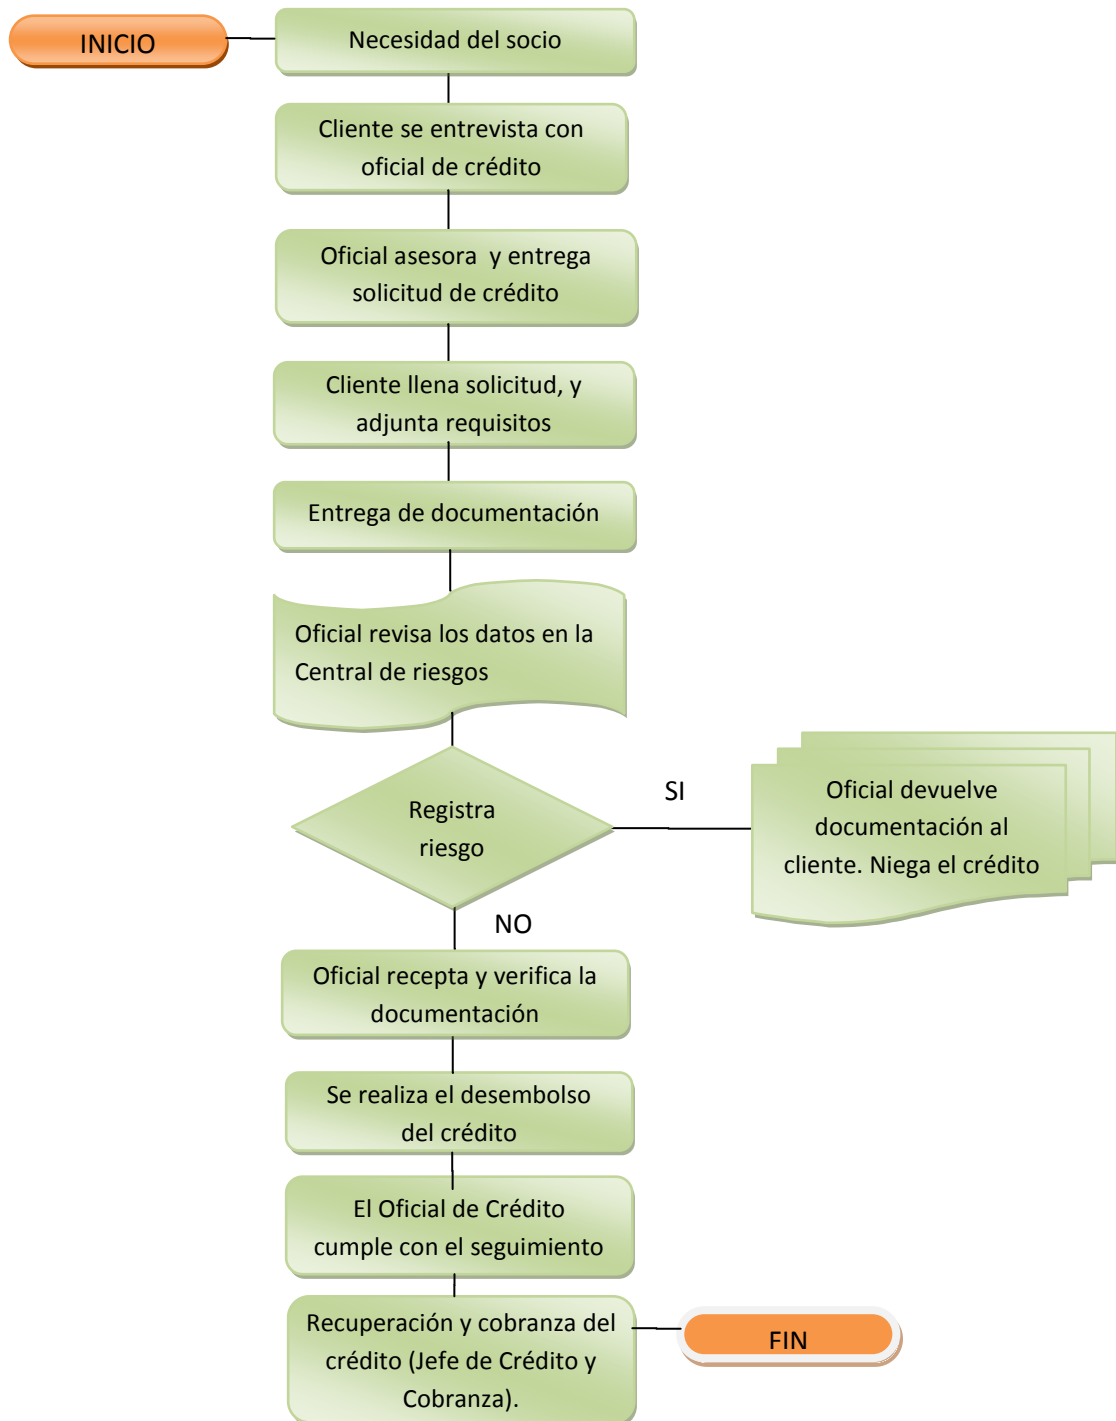 INICIO
Necesidad del socio
Cliente se entrevista con
oficial de crédito
Oficial asesora y entrega
solicitud de crédito
Cliente llena solicitud, y
adjunta requisitos
Entrega de documentación
Oficial revisa los datos en la
Central de riesgos
Registra
riesgo
SI
Oficial devuelve
documentación al
cliente. Niega el crédito
NO
Oficial recepta y verifica la
documentación
Se realiza el desembolso
del crédito
El Oficial de Crédito
cumple con el seguimiento
Recuperación y cobranza del
crédito (Jefe de Crédito y
Cobranza).
FIN